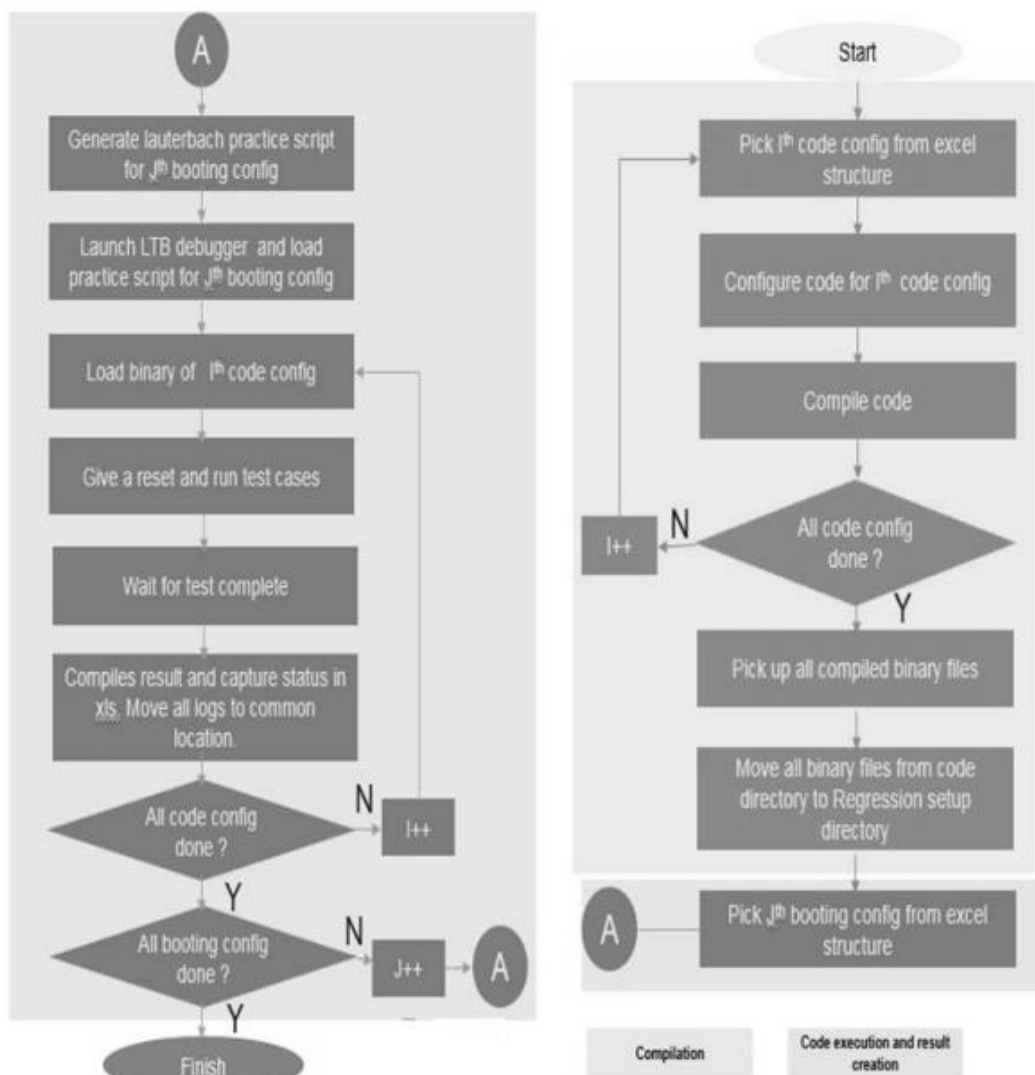 A
Generate lauterbach practice script
for Jth booting config
Launch LTB debugger and load
practice script for Jth booting config
Load binary of Ith code config
Give a reset and run test cases
Wait for test complete
Compiles result and capture status in
xls. Move all logs to common
location.
All code config
done ?
N
I++
Y
All booting config
done ?
N
J++
A
Y
Finish
Start
Pick Ith code config from excel
structure
Configure code for Ith code config
Compile code
All code config
done ?
N
I++
Y
Pick up all compiled binary files
Move all binary files from code
directory to Regression setup
directory
A
Pick Jth booting config from excel
structure
Compilation
Code execution and result
creation